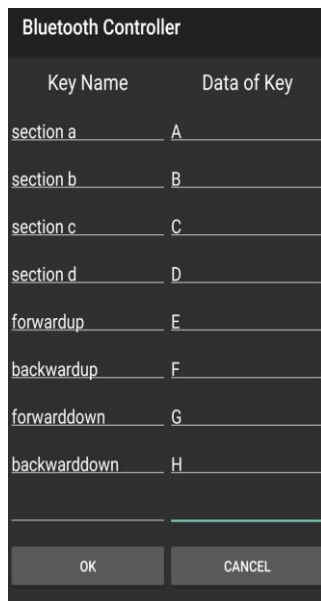 Bluetooth Controller
Key Name Data of Key
section a A
section b B
section c C
section d D
forwardup E
backwardup F
forwarddown G
backwarddown H
OK CANCEL